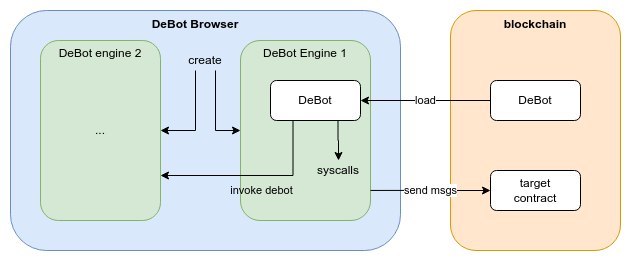 DeBot Browser
blockchain
DeBot engine 2
create
DeBot Engine 1
DeBot
load
DeBot
...
syscalls
invoke debot
send msgs
target
contract